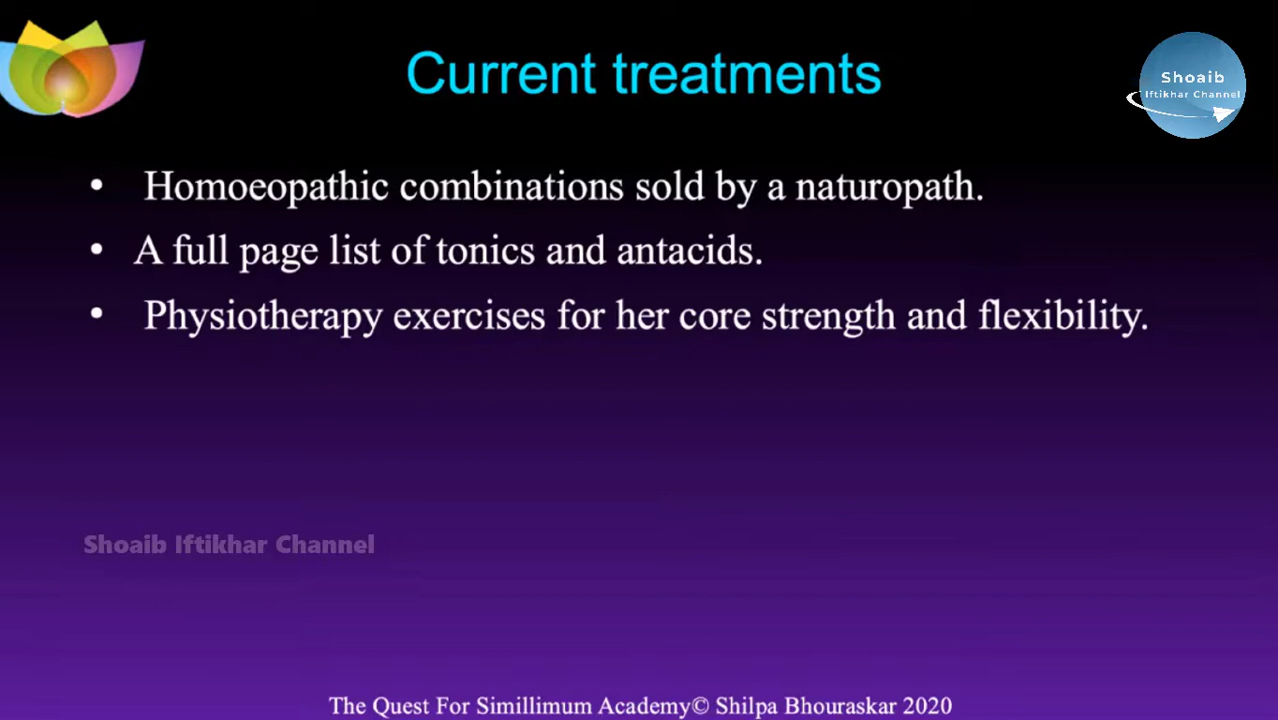 Current treatments
Shoaib
Iftikhar Channel
• Homoeopathic combinations sold by a naturopath.
• A full page list of tonics and antacids.
• Physiotherapy exercises for her core strength and flexibility.
Shoaib Iftikhar Channel
The Quest For Simillimum Academy© Shilpa Bhouraskar 2020